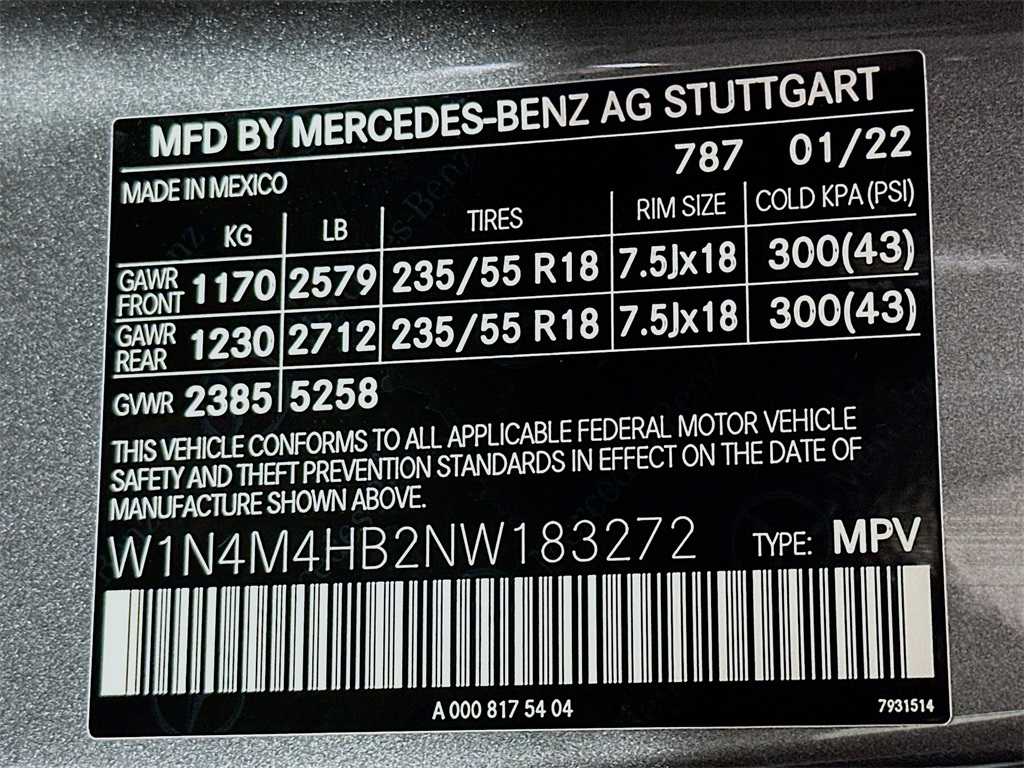 MFD BY MERCEDES-BENZ AG STUTTGART
787 01/22
MADE IN MEXICO
KG LB TIRES RIM SIZE COLD KPA (PSI)
GAWR FRONT 1170 2579 235/55 R18 7.5Jx18 300(43)
GAWR REAR 1230 2712 235/55 R18 7.5Jx18 300(43)
GVWR 2385 5258
THIS VEHICLE CONFORMS TO ALL APPLICABLE FEDERAL MOTOR VEHICLE
SAFETY AND THEFT PREVENTION STANDARDS IN EFFECT ON THE DATE OF
MANUFACTURE SHOWN ABOVE.
W1N4M4HB2NW183272 TYPE: MPV
A 000 817 54 04 7931514